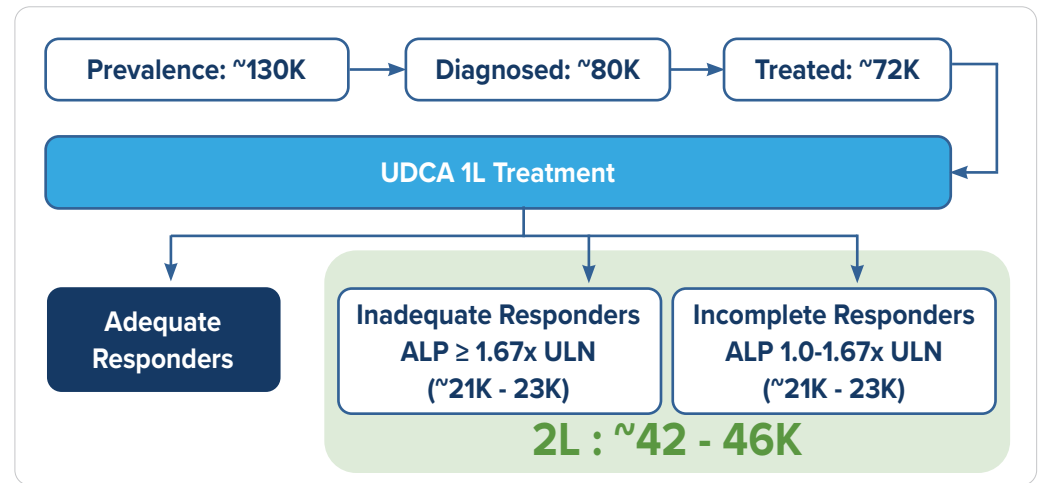 Prevalence: ~130K
Diagnosed: ~80K
Treated: ~72K
UDCA 1L Treatment
Adequate
Responders
Inadequate Responders
ALP ≥ 1.67x ULN
(~21K - 23K)
Incomplete Responders
ALP 1.0-1.67x ULN
(~21K - 23K)
2L : ~42 - 46K